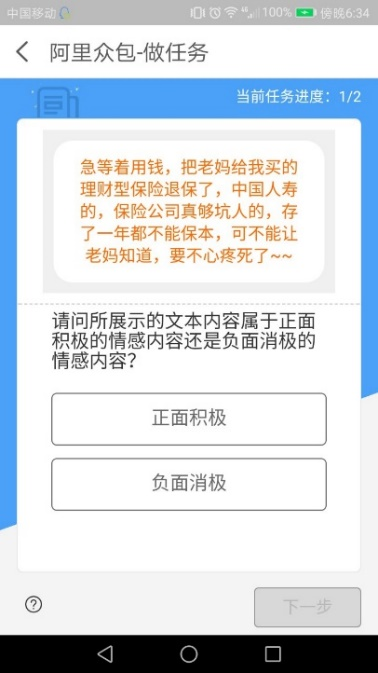 中国移动 100% 傍晚6:34
阿里众包-做任务
当前任务进度：1/2
急等着用钱，把老妈给我买的
理财型保险退保了，中国人寿
的，保险公司真够坑人的，存
了一年都不能保本，可不能让
老妈知道，要不心疼死了~~
请问所展示的文本内容属于正面
积极的情感内容还是负面消极的
情感内容？
正面积极
负面消极
下一步